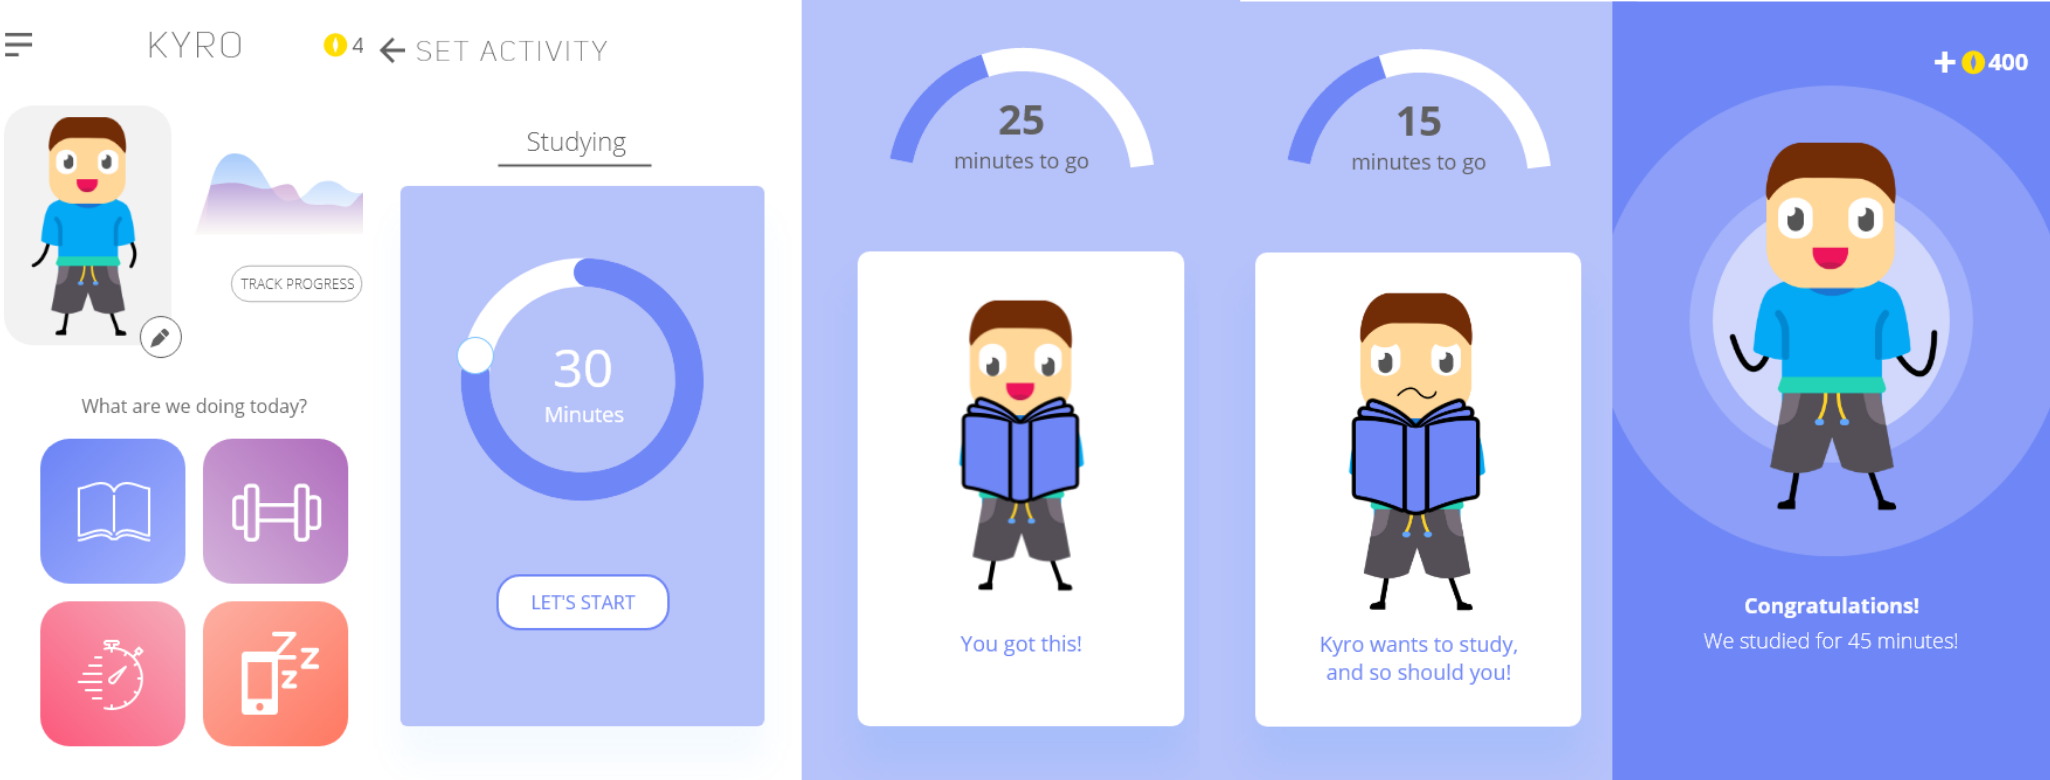 KYRO
4
TRACK PROGRESS
What are we doing today?
Z
z
z
SET ACTIVITY
Studying
30
Minutes
LET'S START
25
minutes to go
You got this!
15
minutes to go
Kyro wants to study,
and so should you!
+ 400
Congratulations!
We studied for 45 minutes!